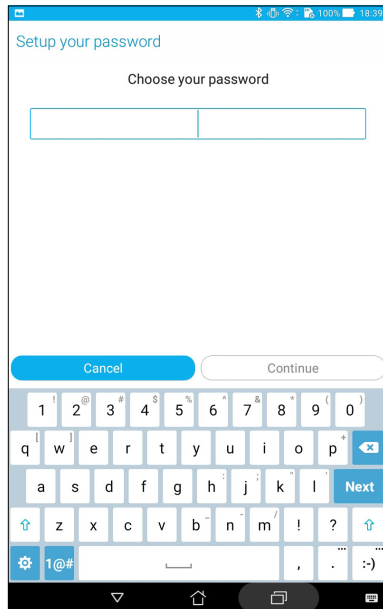 100% 18:39
Setup your password
Choose your password
Cancel Continue
1 ! 2 @ 3 # 4 $ 5 % 6 ^ 7 & 8 * 9 ( 0 )
q [ w ] e r t y u i o p +
a s d f g h : j ; k " l ' Next
z x c v b _ n - m / ! ?
1@# , . ... :-) ...